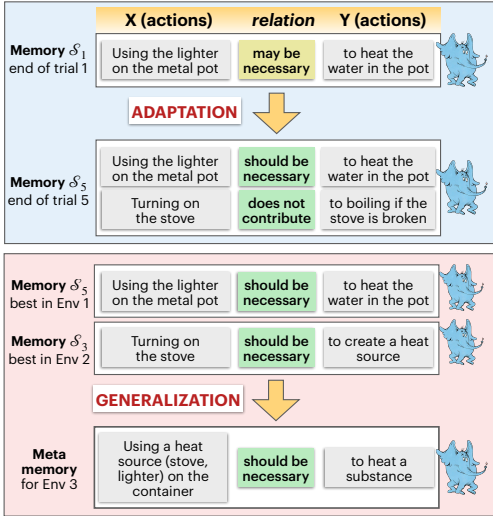 X (actions) relation Y (actions)
Memory 𝒮1 Using the lighter may be to heat the
end of trial 1 on the metal pot necessary water in the pot
ADAPTATION
Using the lighter should be to heat the
on the metal pot necessary water in the pot
Memory 𝒮5
end of trial 5
Turning on does not to boiling if the
the stove contribute stove is broken
Memory 𝒮5 Using the lighter should be to heat the
best in Env 1 on the metal pot necessary water in the pot
Memory 𝒮3 Turning on should be to create a heat
best in Env 2 the stove necessary source
GENERALIZATION
Meta
memory
for Env 3
Using a heat
source (stove,
lighter) on the
container
should be
necessary
to heat a
substance